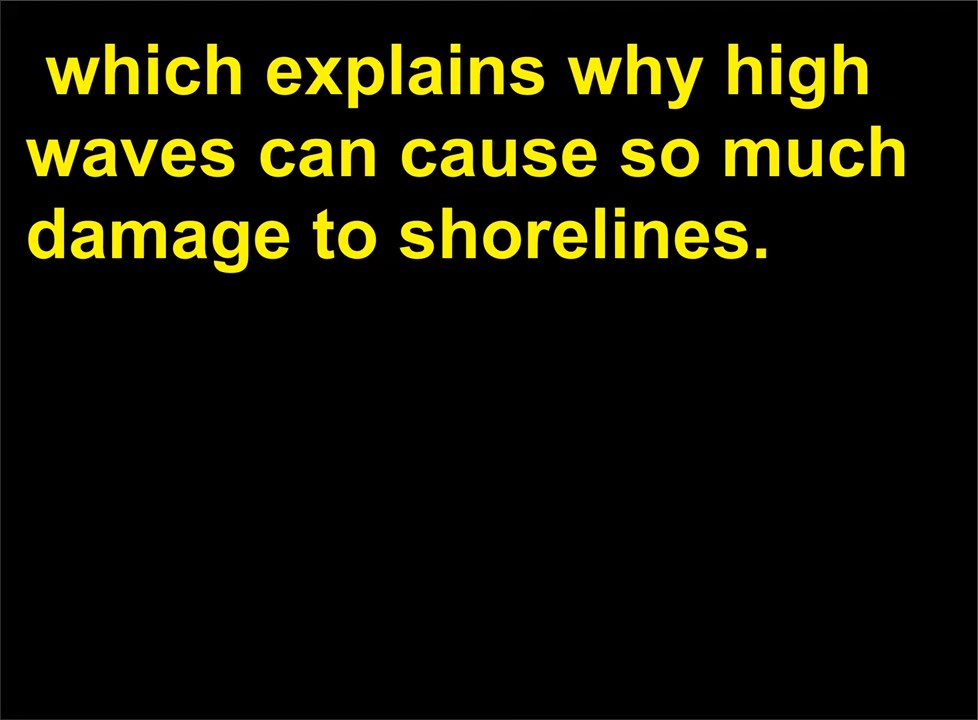 which explains why high
waves can cause so much
damage to shorelines.